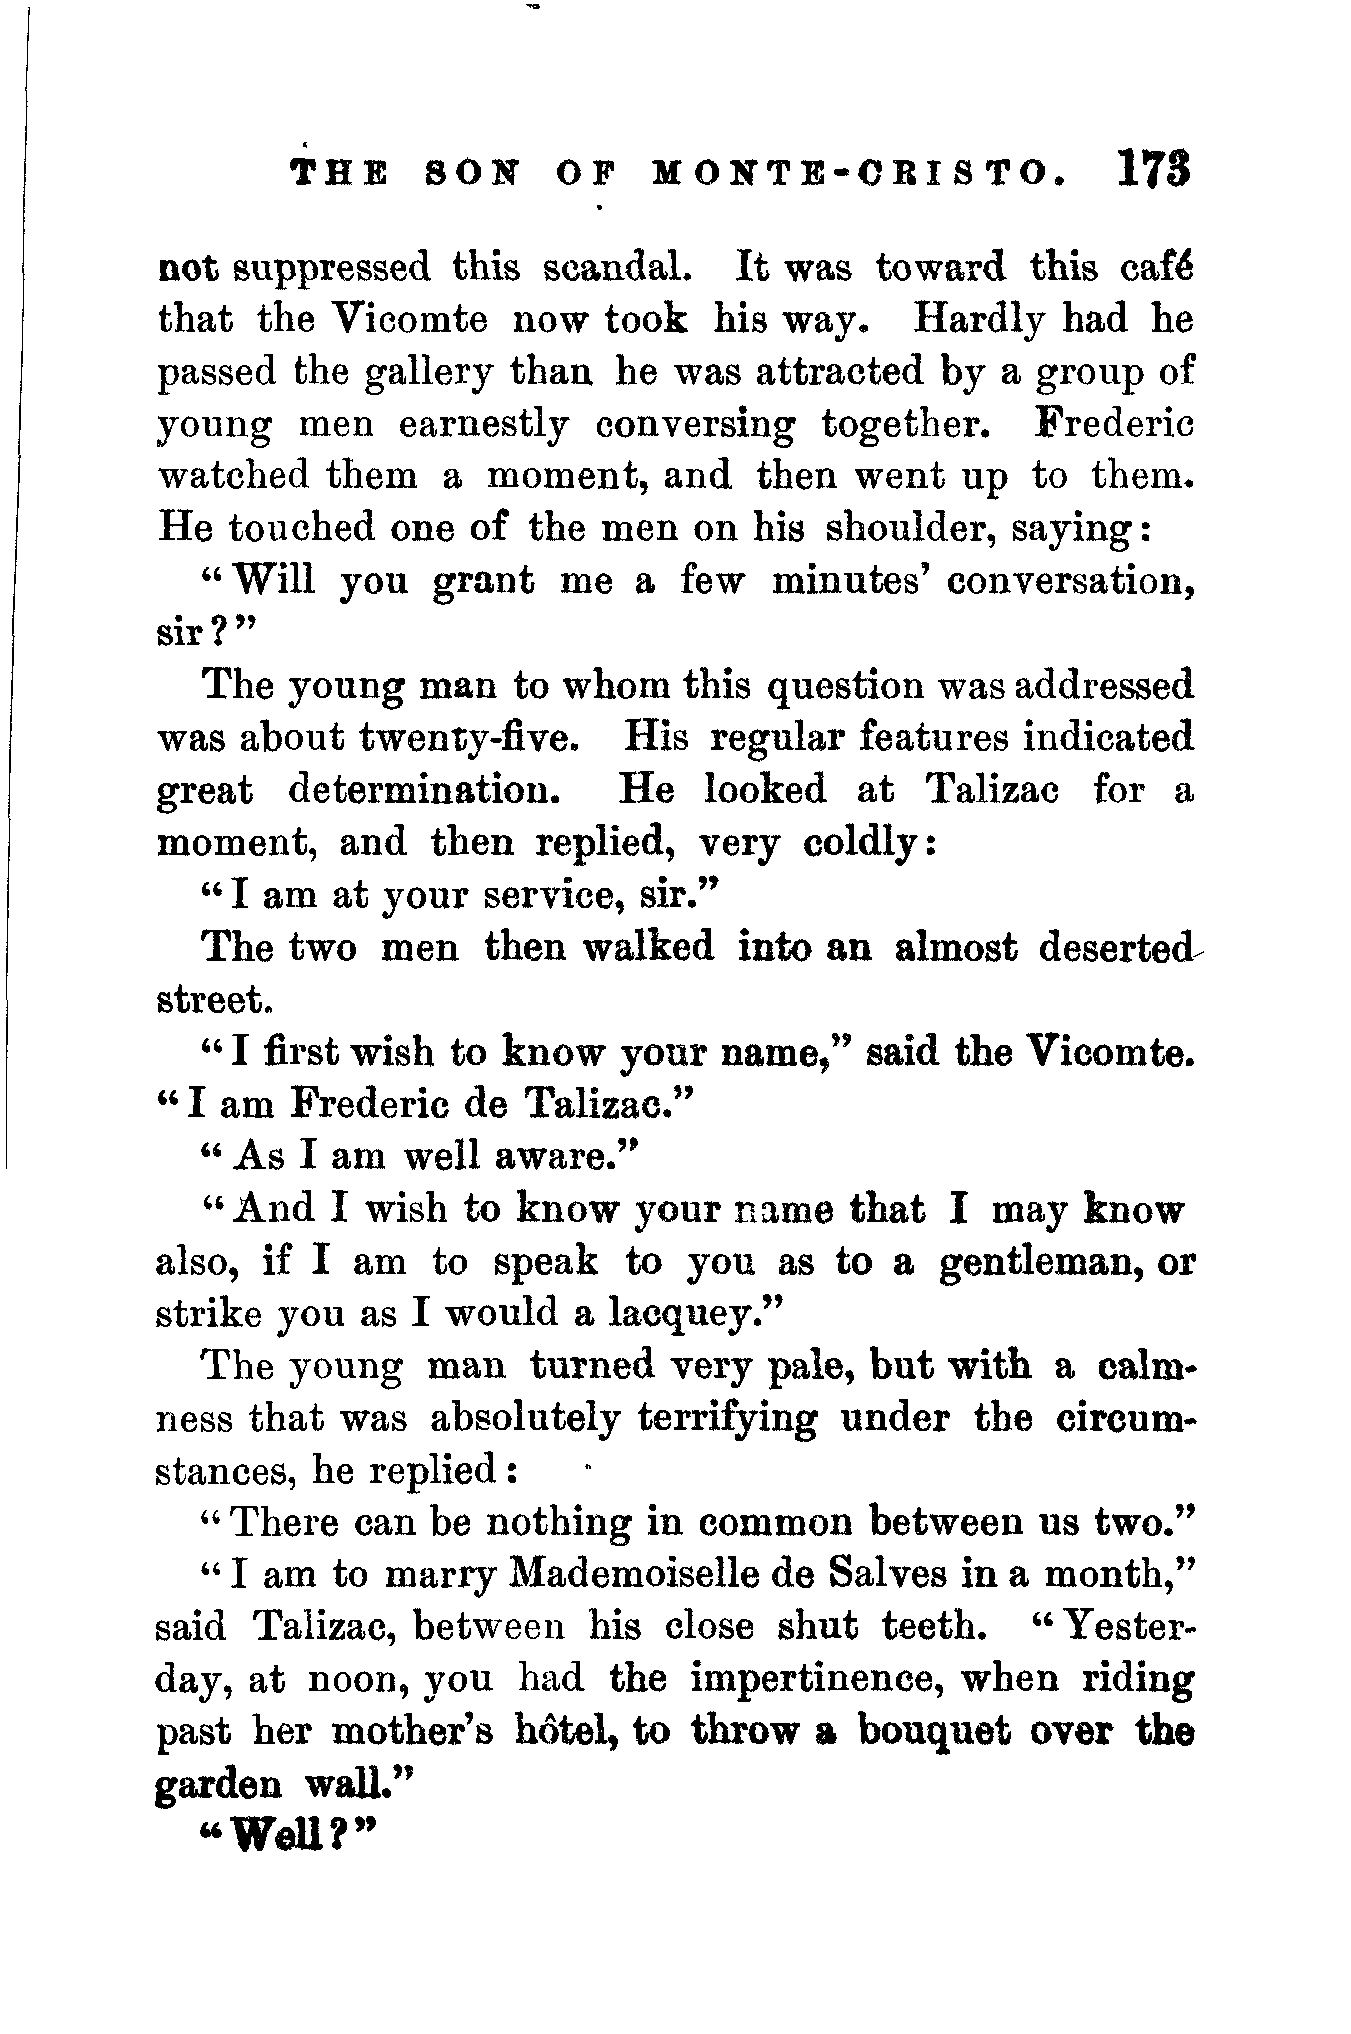 THE SON OF MONTE-CRISTO. 173
not suppressed this scandal. It was toward this café
that the Vicomte now took his way. Hardly had he
passed the gallery than he was attracted by a group of
young men earnestly conversing together. Frederic
watched them a moment, and then went up to them.
He touched one of the men on his shoulder, saying:
“Will you grant me a few minutes’ conversation,
sir?”
The young man to whom this question was addressed
was about twenty-five. His regular features indicated
great determination. He looked at Talizac for a
moment, and then replied, very coldly:
“I am at your service, sir.”
The two men then walked into an almost deserted
street.
“I first wish to know your name,” said the Vicomte.
“I am Frederic de Talizac.”
“As I am well aware.”
“And I wish to know your name that I may know
also, if I am to speak to you as to a gentleman, or
strike you as I would a lacquey.”
The young man turned very pale, but with a calm-
ness that was absolutely terrifying under the circum-
stances, he replied:
“There can be nothing in common between us two.”
“I am to marry Mademoiselle de Salves in a month,”
said Talizac, between his close shut teeth. “Yester-
day, at noon, you had the impertinence, when riding
past her mother’s hôtel, to throw a bouquet over the
garden wall.”
“Well?”